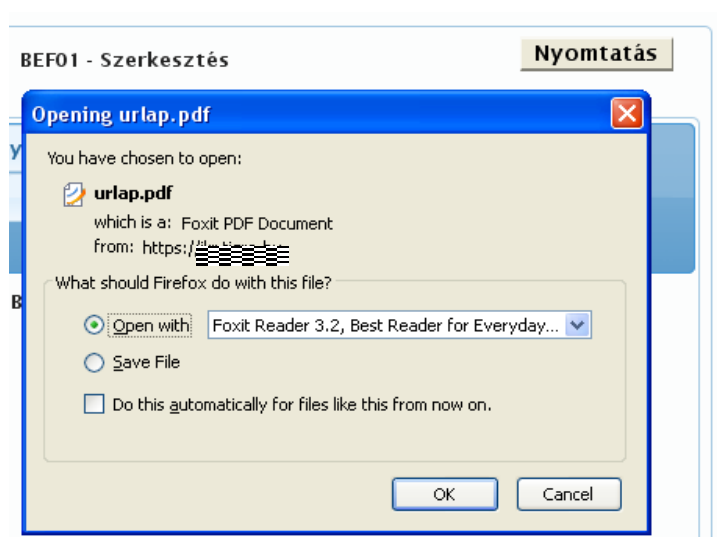 BEF01 - Szerkesztés
Nyomtatás
Opening urlap.pdf
You have chosen to open:
urlap.pdf
which is a: Foxit PDF Document
from: https://
What should Firefox do with this file?
Open with
Foxit Reader 3.2, Best Reader for Everyday...
Save File
Do this automatically for files like this from now on.
OK
Cancel